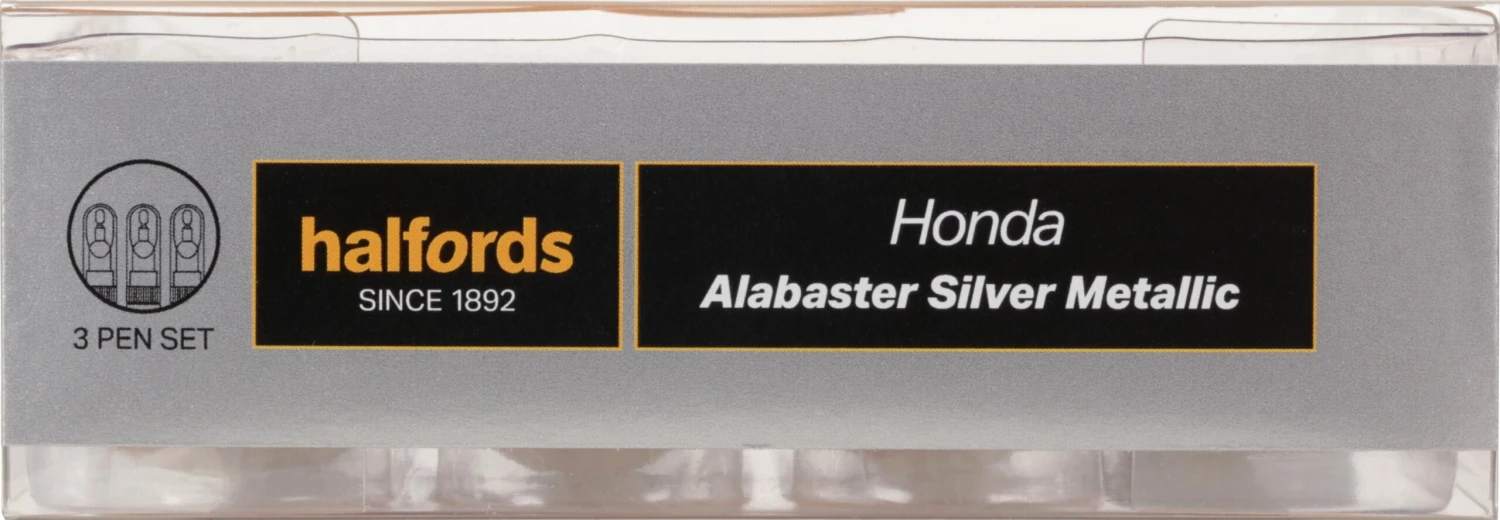 3 PEN SET
halfords
SINCE 1892
Honda
Alabaster Silver Metallic